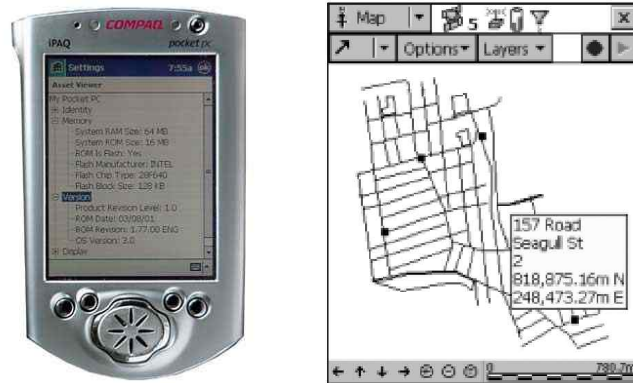 COMPAQ
iPAQ pocket pc
Settings 7:55a ok
Asset Viewer
My Pocket PC
Identity
Memory
System RAM Size: 64 MB
System ROM Size: 16 MB
ROM Is Flash: Yes
Flash Manufacturer: INTEL
Flash Chip Type: 28F640
Flash Block Size: 128 KB
Version
Product Revision Level: 1.0
ROM Date: 03/08/01
ROM Revision: 1.77.00 ENG
OS Version: 3.0
Display
Map 5
Options Layers
157 Road
Seagull St
2
818,875.16m N
248,473.27m E
0 780.7m